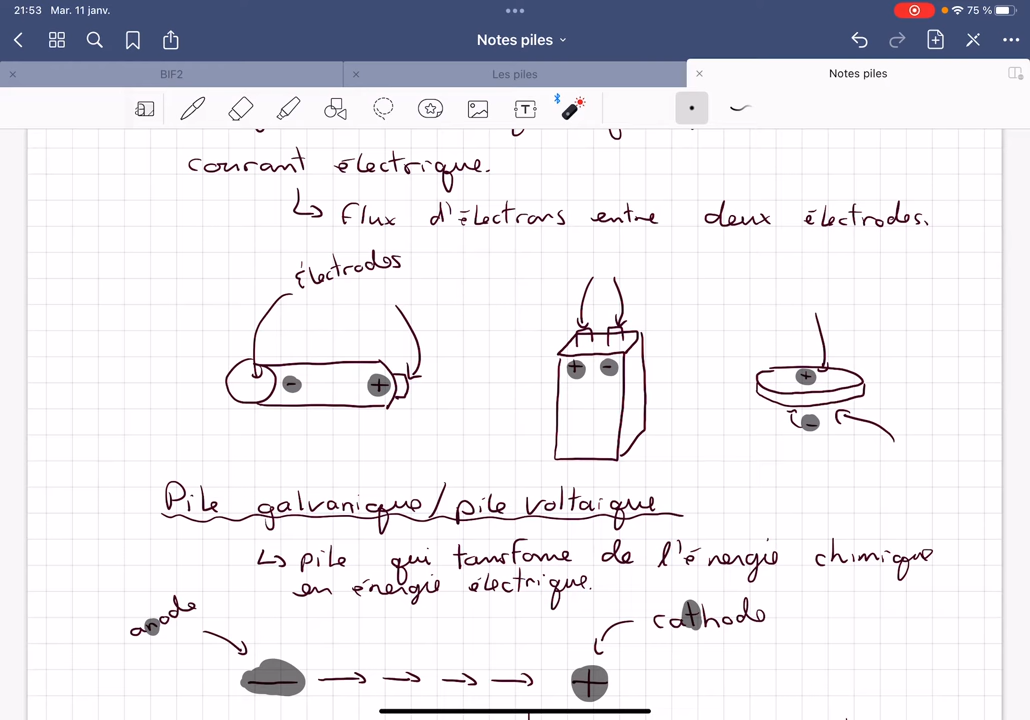 21:53 Mar. 11 janv.
75 %
Notes piles
BIF2
Les piles
Notes piles
T
courant électrique.
↳ flux d'électrons entre deux électrodes.
électrodes
- +
+ -
+
-
Pile galvanique/pile voltaique
↳ pile qui tansfome de l'énergie chimique
en énergie électrique.
anode
cathode
- → → → → +